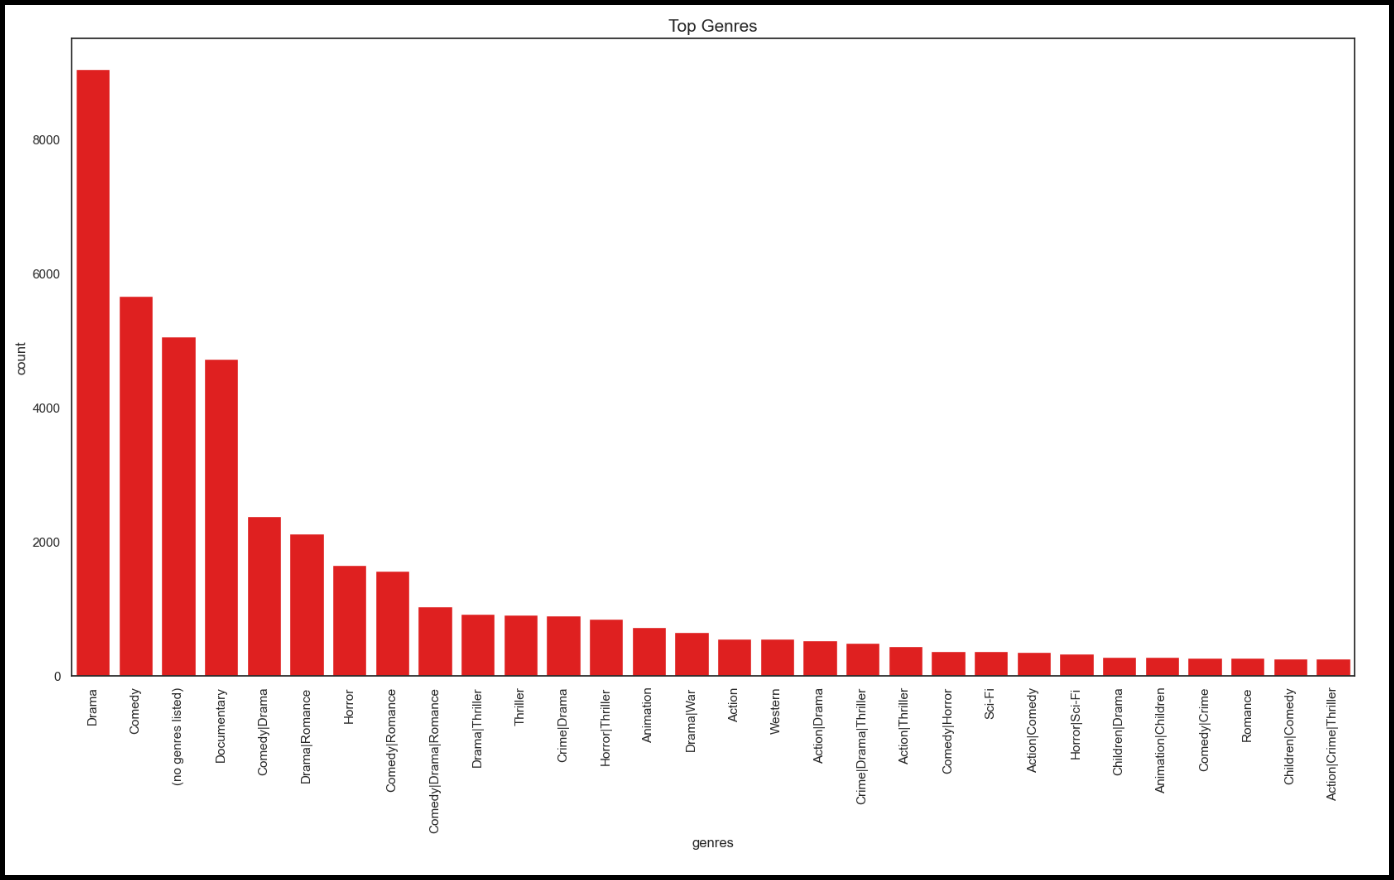 Top Genres
8000
6000
4000
2000
0
count
Drama
Comedy
(no genres listed)
Documentary
Comedy|Drama
Drama|Romance
Horror
Comedy|Romance
Comedy|Drama|Romance
Drama|Thriller
Thriller
Crime|Drama
Horror|Thriller
Animation
Drama|War
Action
Western
Action|Drama
Crime|Drama|Thriller
Action|Thriller
Comedy|Horror
Sci-Fi
Action|Comedy
Horror|Sci-Fi
Children|Drama
Animation|Children
Comedy|Crime
Romance
Children|Comedy
Action|Crime|Thriller
genres